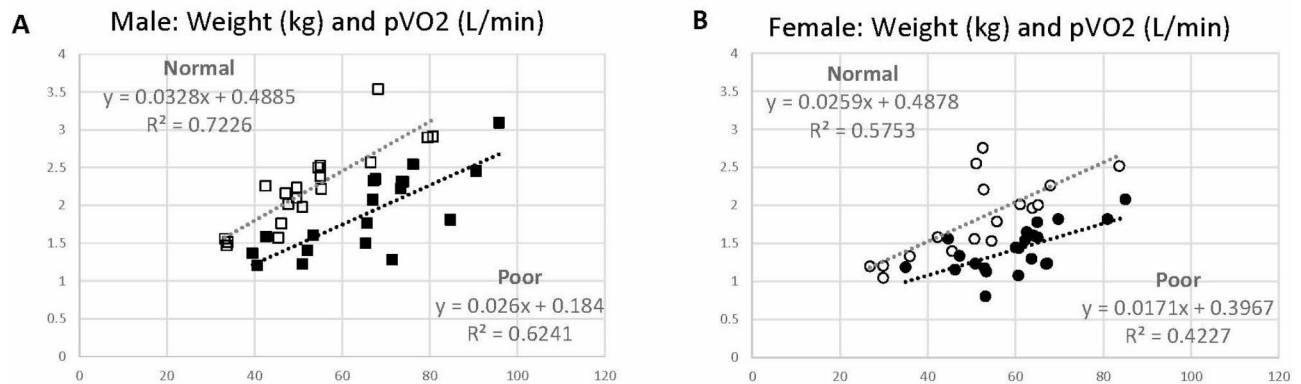 A
Male: Weight (kg) and pVO2 (L/min)
4
3.5
3
2.5
2
1.5
1
0.5
0
0
20
40
60
80
100
120
Normal
y = 0.0328x + 0.4885
R² = 0.7226
Poor
y = 0.026x + 0.184
R² = 0.6241
B
Female: Weight (kg) and pVO2 (L/min)
4
3.5
3
2.5
2
1.5
1
0.5
0
0
20
40
60
80
100
120
Normal
y = 0.0259x + 0.4878
R² = 0.5753
Poor
y = 0.0171x + 0.3967
R² = 0.4227